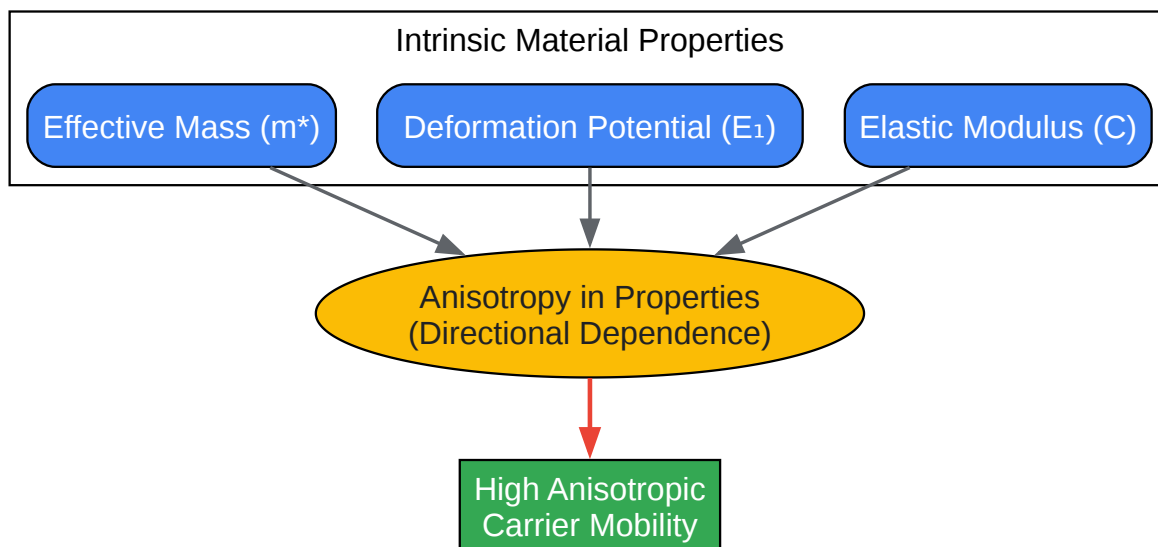 Intrinsic Material Properties
Effective Mass (m*)
Deformation Potential (E₁)
Elastic Modulus (C)
Anisotropy in Properties
(Directional Dependence)
High Anisotropic
Carrier Mobility